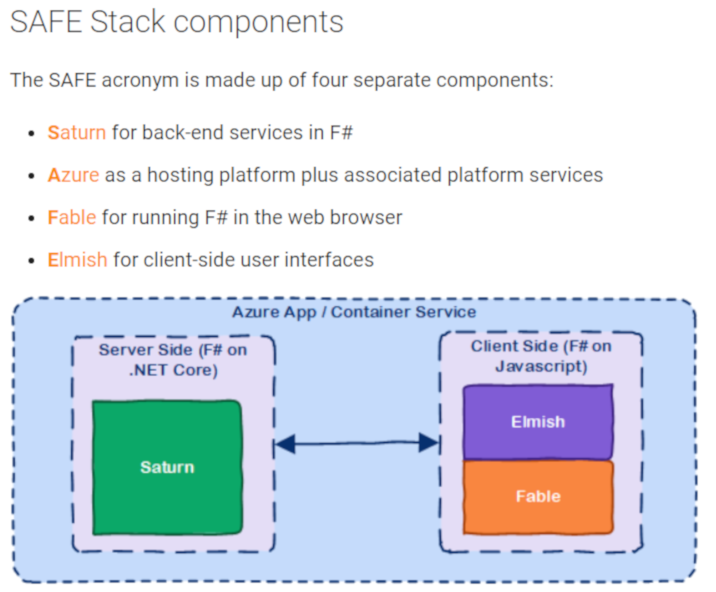 SAFE Stack components
The SAFE acronym is made up of four separate components:
Saturn for back-end services in F#
Azure as a hosting platform plus associated platform services
Fable for running F# in the web browser
Elmish for client-side user interfaces
Azure App / Container Service
Server Side (F# on
.NET Core)
Saturn
Client Side (F# on
Javascript)
Elmish
Fable